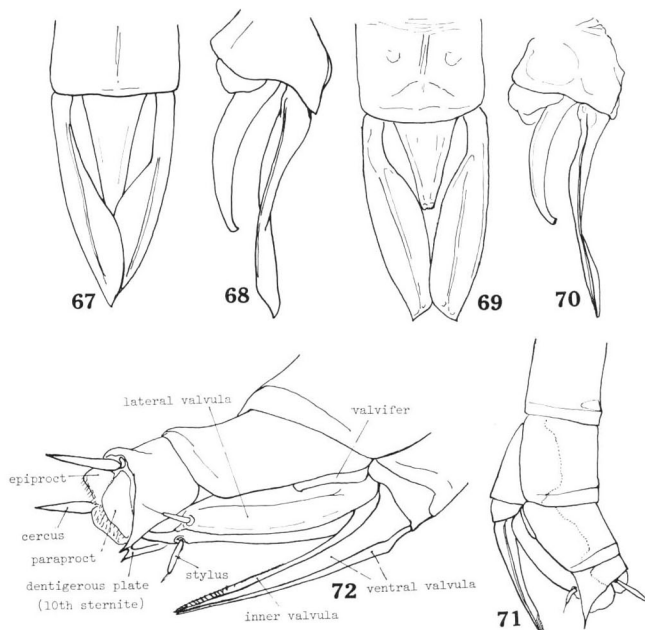 67
68
69
70
lateral valvula
valvifer
epiproct
cercus
paraproct
dentigerous plate
(10th sternite)
stylus
72
ventral valvula
inner valvula
71